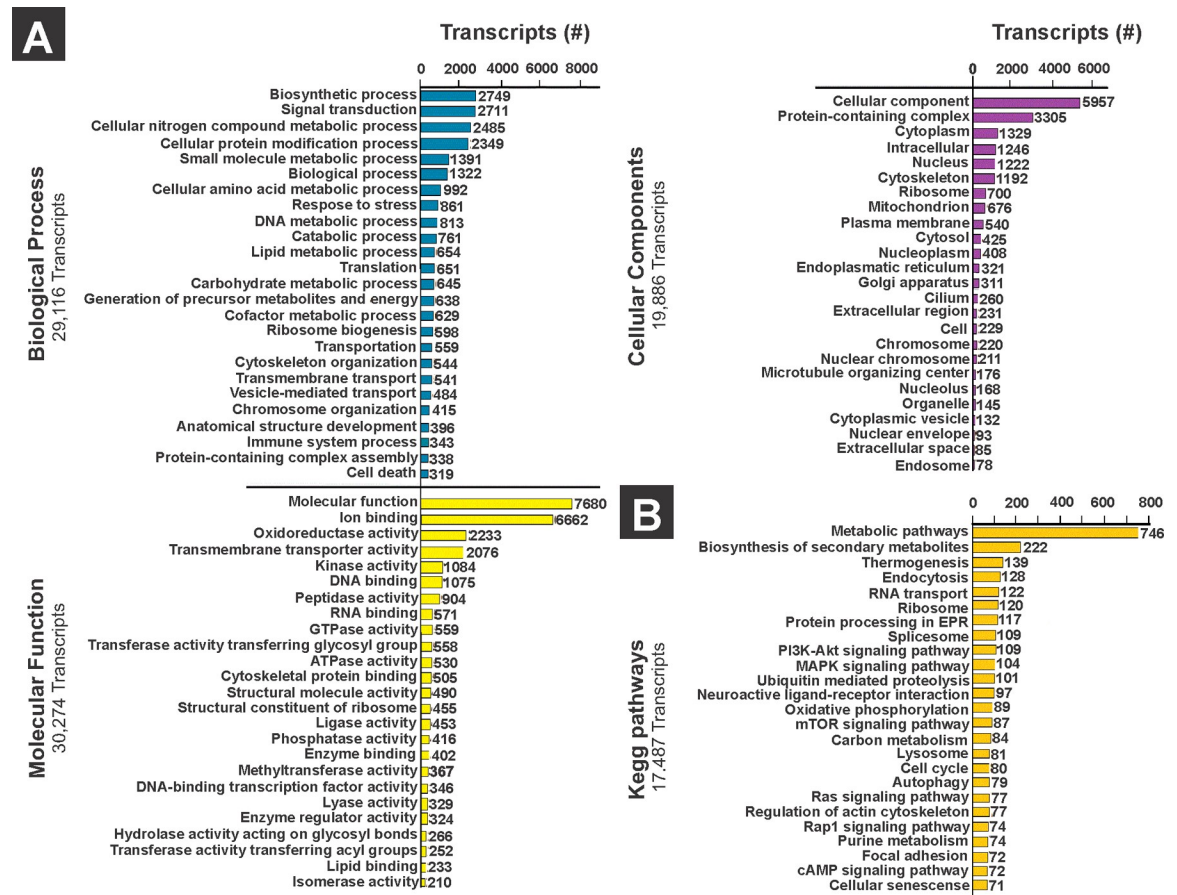 A
Transcripts (#)
0 2000 4000 6000 8000
Biological Process
29,116 Transcripts
Biosynthetic process 2749
Signal transduction 2711
Cellular nitrogen compound metabolic process 2485
Cellular protein modification process 2349
Small molecule metabolic process 1391
Biological process 1322
Cellular amino acid metabolic process 992
Respose to stress 861
DNA metabolic process 813
Catabolic process 761
Lipid metabolic process 654
Translation 651
Carbohydrate metabolic process 645
Generation of precursor metabolites and energy 638
Cofactor metabolic process 629
Ribosome biogenesis 598
Transportation 559
Cytoskeleton organization 544
Transmembrane transport 541
Vesicle-mediated transport 484
Chromosome organization 415
Anatomical structure development 396
Immune system process 343
Protein-containing complex assembly 338
Cell death 319
Molecular Function
30,274 Transcripts
Molecular function 7680
Ion binding 6662
Oxidoreductase activity 2233
Transmembrane transporter activity 2076
Kinase activity 1084
DNA binding 1075
Peptidase activity 904
RNA binding 571
GTPase activity 559
Transferase activity transferring glycosyl group 558
ATPase activity 530
Cytoskeletal protein binding 505
Structural molecule activity 490
Structural constituent of ribosome 455
Ligase activity 453
Phosphatase activity 416
Enzyme binding 402
Methyltransferase activity 367
DNA-binding transcription factor activity 346
Lyase activity 329
Enzyme regulator activity 324
Hydrolase activity acting on glycosyl bonds 266
Transferase activity transferring acyl groups 252
Lipid binding 233
Isomerase activity 210
Transcripts (#)
0 2000 4000 6000
Cellular Components
19,886 Transcripts
Cellular component 5957
Protein-containing complex 3305
Cytoplasm 1329
Intracellular 1246
Nucleus 1222
Cytoskeleton 1192
Ribosome 700
Mitochondrion 676
Plasma membrane 540
Cytosol 425
Nucleoplasm 408
Endoplasmatic reticulum 321
Golgi apparatus 311
Cilium 260
Extracellular region 231
Cell 229
Chromosome 220
Nuclear chromosome 211
Microtubule organizing center 176
Nucleolus 168
Organelle 145
Cytoplasmic vesicle 132
Nuclear envelope 93
Extracellular space 85
Endosome 78
B
0 200 400 600 800
Kegg pathways
17.487 Transcripts
Metabolic pathways 746
Biosynthesis of secondary metabolites 222
Thermogenesis 139
Endocytosis 128
RNA transport 122
Ribosome 120
Protein processing in EPR 117
Splicesome 109
PI3K-Akt signaling pathway 109
MAPK signaling pathway 104
Ubiquitin mediated proteolysis 101
Neuroactive ligand-receptor interaction 97
Oxidative phosphorylation 89
mTOR signaling pathway 87
Carbon metabolism 84
Lysosome 81
Cell cycle 80
Autophagy 79
Ras signaling pathway 77
Regulation of actin cytoskeleton 77
Rap1 signaling pathway 74
Purine metabolism 74
Focal adhesion 72
cAMP signaling pathway 72
Cellular senescense 71